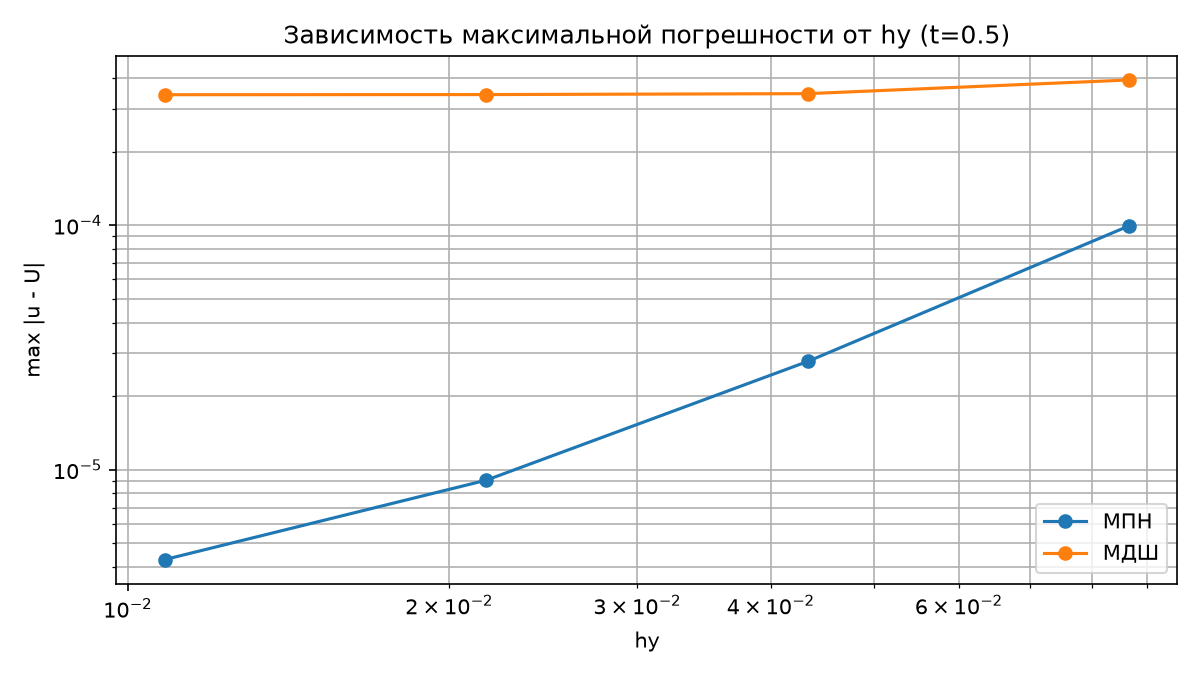 Зависимость максимальной погрешности от hy (t=0.5)
max |u - U|
10⁻⁴
10⁻⁵
10⁻²
2 × 10⁻²
3 × 10⁻²
4 × 10⁻²
6 × 10⁻²
hy
МПН
МДШ